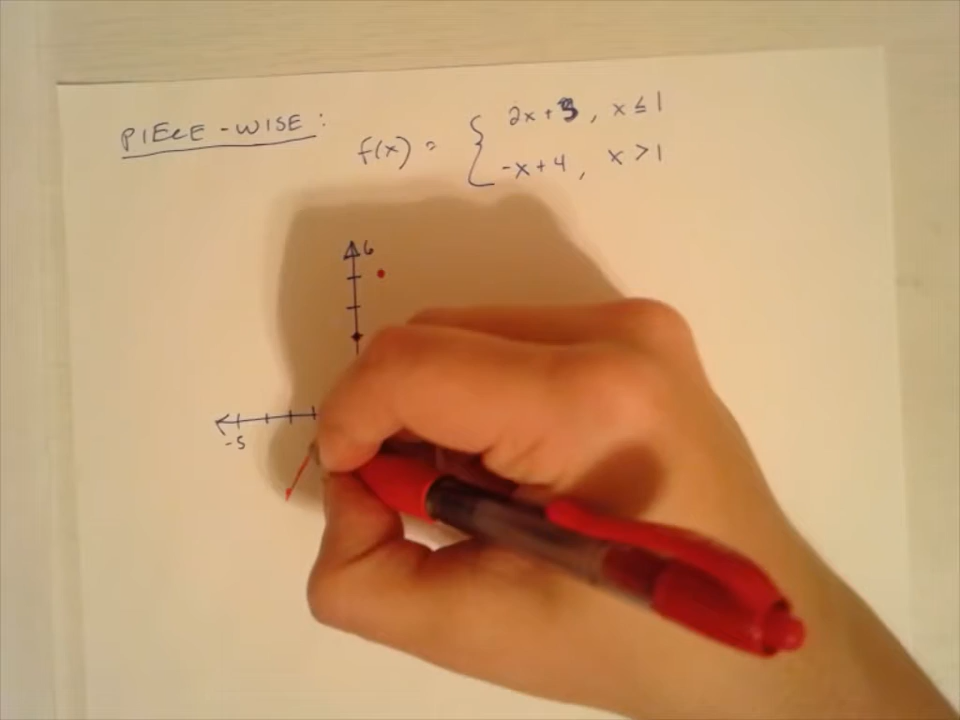 PIECE-WISE:
f(x) = { 2x+3, x≤1
-x+4, x>1
6
-5